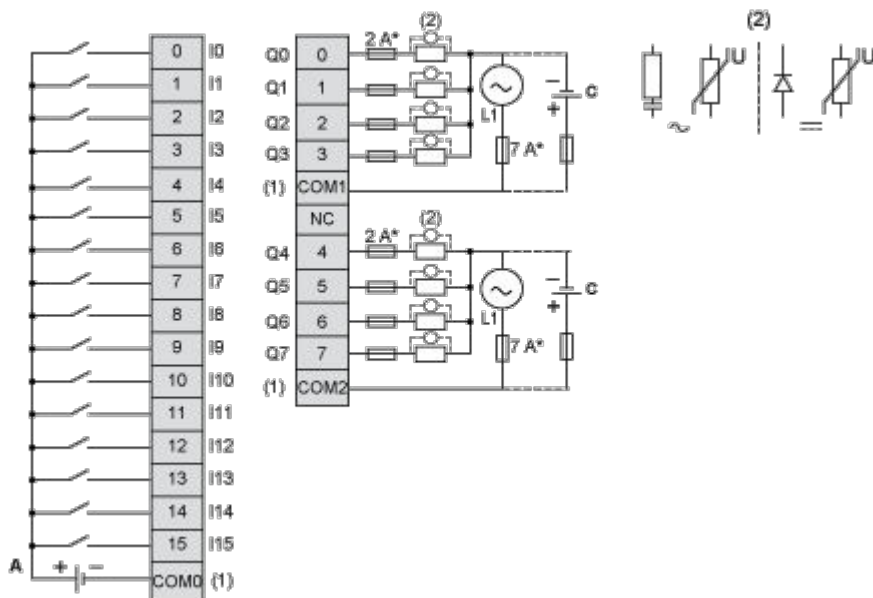 0 I0
1 I1
2 I2
3 I3
4 I4
5 I5
6 I6
7 I7
8 I8
9 I9
10 I10
11 I11
12 I12
13 I13
14 I14
15 I15
A + − COM0 (1)
(2)
2 A*
Q0 0
Q1 1
Q2 2
Q3 3
L1
− + C
7 A*
(1) COM1
NC
(2)
2 A*
Q4 4
Q5 5
Q6 6
Q7 7
L1
− + C
7 A*
(1) COM2
(2)
U U